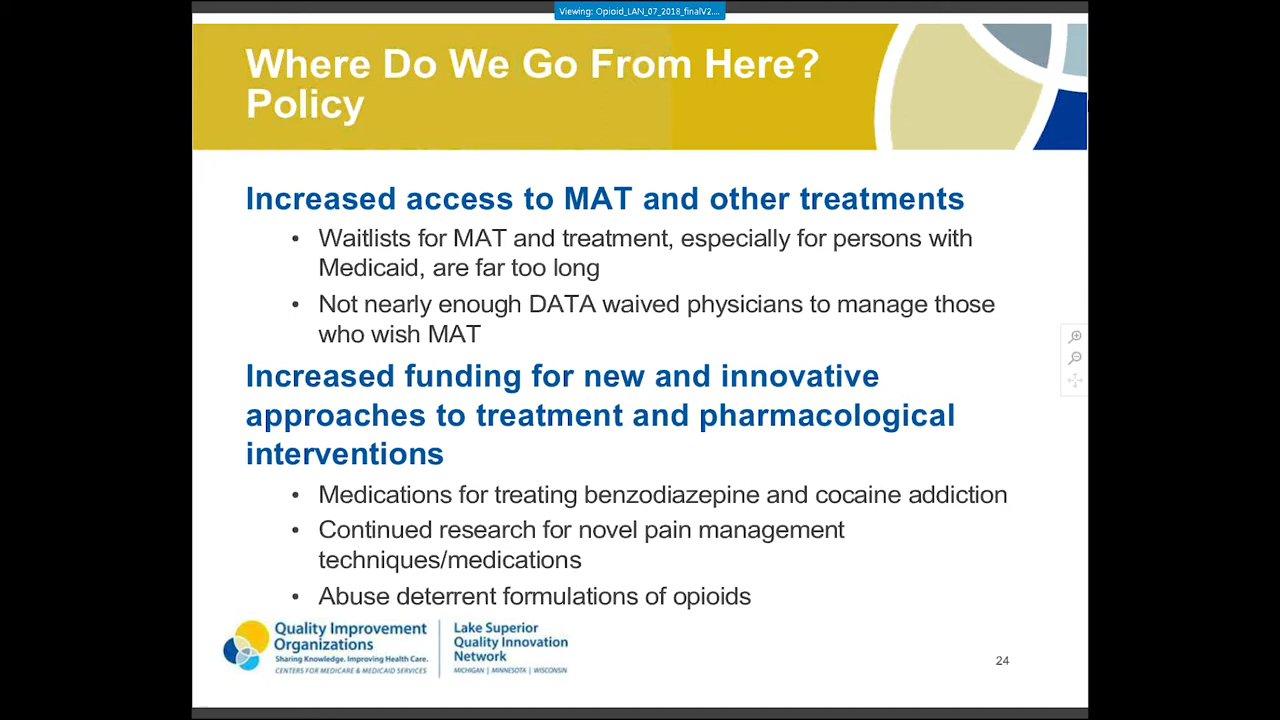 Viewing: Opioid_LAN_07_2018_finalV2....
Where Do We Go From Here?
Policy
Increased access to MAT and other treatments
• Waitlists for MAT and treatment, especially for persons with
Medicaid, are far too long
• Not nearly enough DATA waived physicians to manage those
who wish MAT
Increased funding for new and innovative
approaches to treatment and pharmacological
interventions
• Medications for treating benzodiazepine and cocaine addiction
• Continued research for novel pain management
techniques/medications
• Abuse deterrent formulations of opioids
Quality Improvement
Organizations
Sharing Knowledge. Improving Health Care.
CENTERS FOR MEDICARE & MEDICAID SERVICES
Lake Superior
Quality Innovation
Network
MICHIGAN | MINNESOTA | WISCONSIN
24